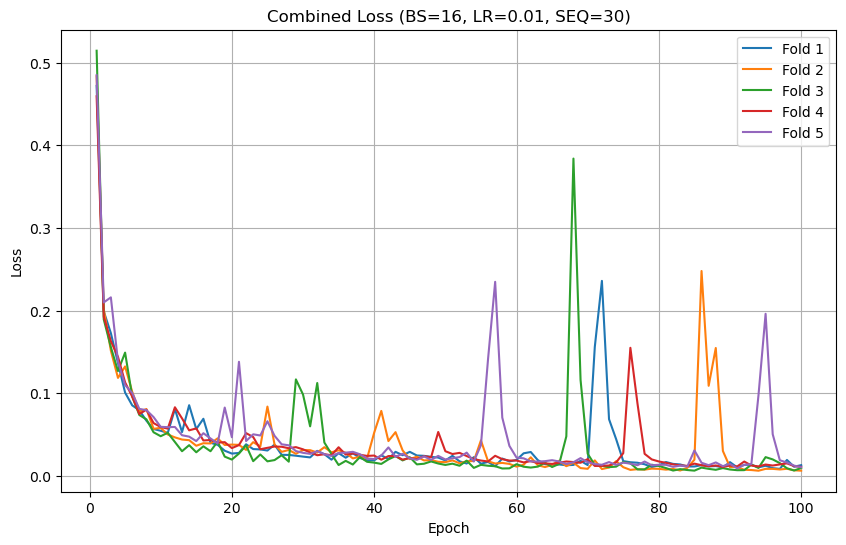 Combined Loss (BS=16, LR=0.01, SEQ=30)
Fold 1
Fold 2
Fold 3
Fold 4
Fold 5
Loss
0.5
0.4
0.3
0.2
0.1
0.0
0 20 40 60 80 100
Epoch